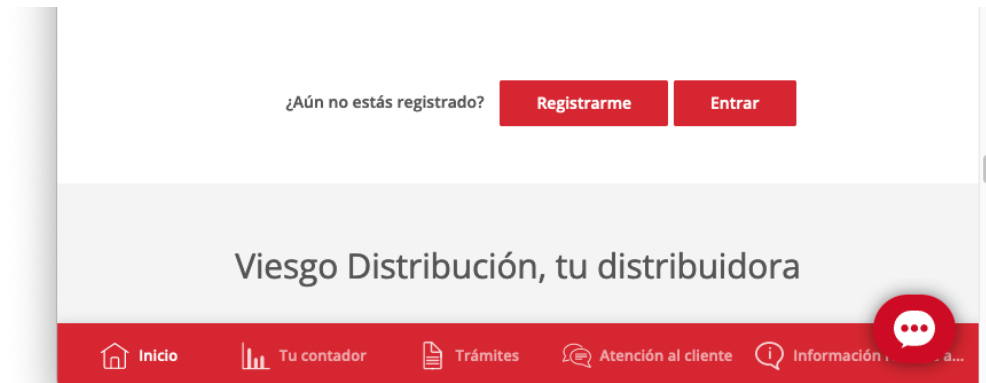 ¿Aún no estás registrado? Registrarme Entrar
Viesgo Distribución, tu distribuidora
Inicio Tu contador Trámites Atención al cliente Información a...